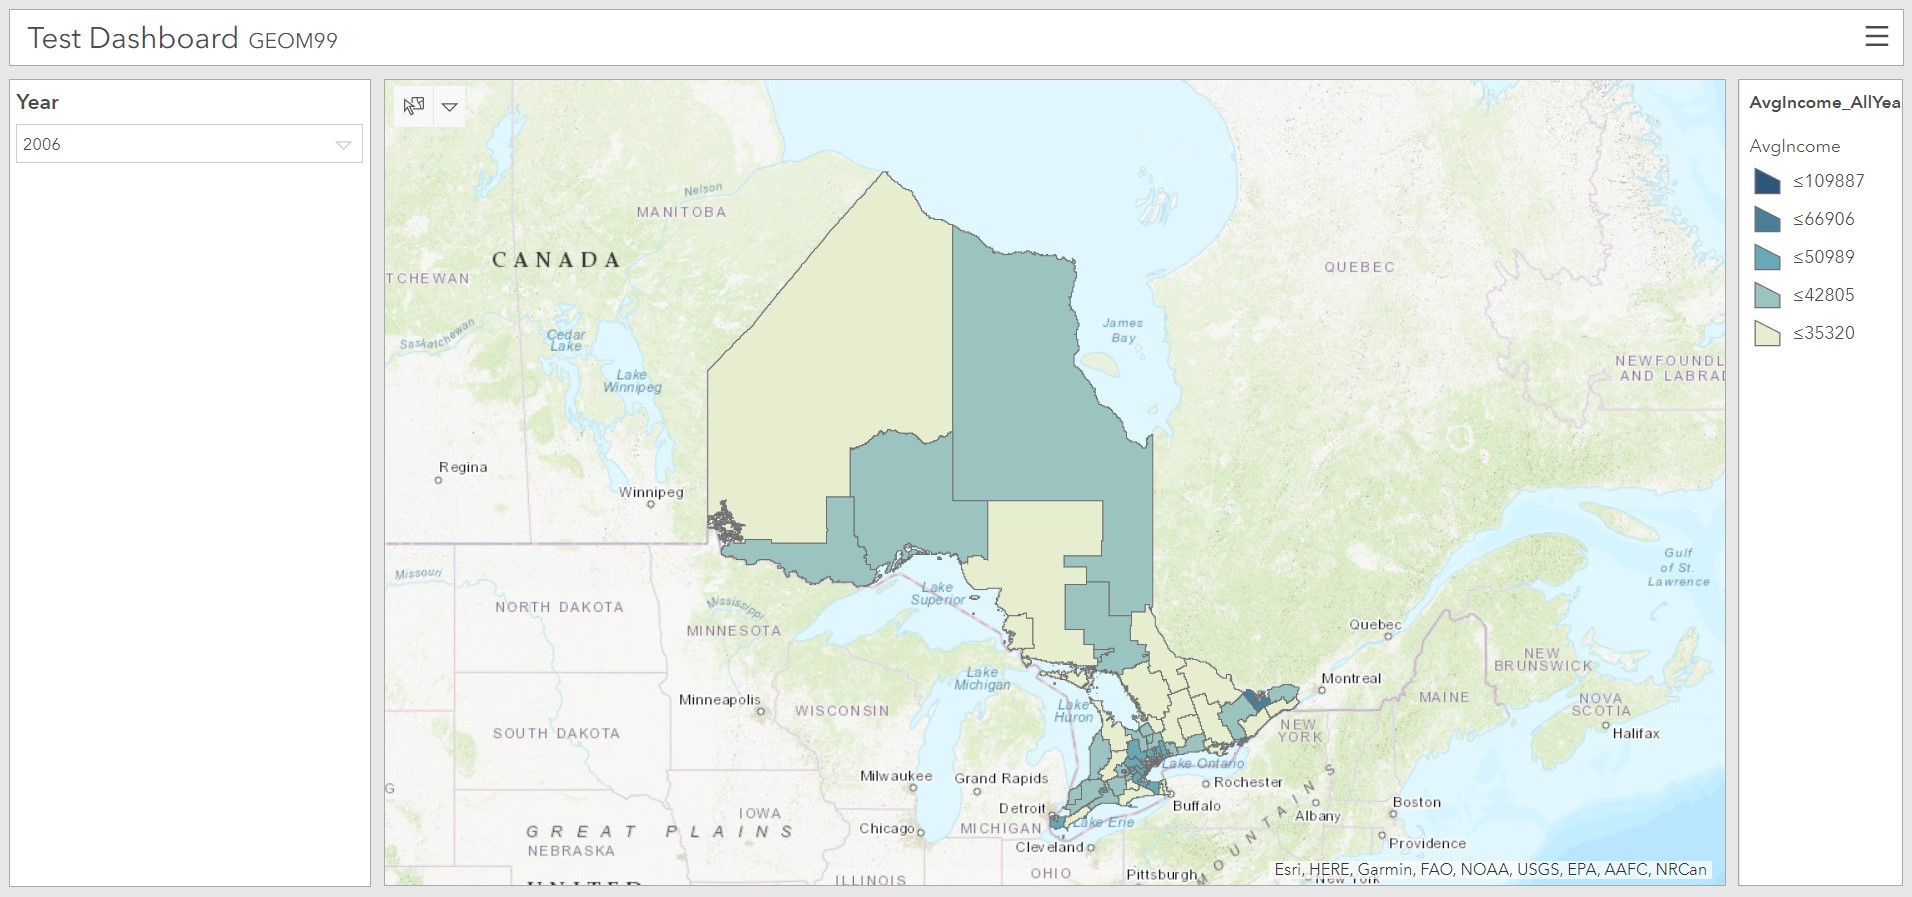 Test Dashboard GEOM99
Year
2006
AvgIncome_AllYea
AvgIncome
≤109887
≤66906
≤50989
≤42805
≤35320
Nelson
MANITOBA
CANADA
TCHEWAN
QUEBEC
James
Bay
Saskatchewan
Cedar
Lake
Lake
Winnipeg
NEWFOUNDL
AND LABRAD
Regina
Winnipeg
Gulf
of St.
Lawrence
Missouri
NORTH DAKOTA
Mississippi
MINNESOTA
Lake
Superior
Quebec
NEW
BRUNSWICK
Minneapolis
WISCONSIN
Lake
Michigan
Lake
Huron
Montreal
MAINE
NOVA
SCOTIA
Halifax
SOUTH DAKOTA
NEW
YORK
Milwaukee
Grand Rapids
Lake Ontario
Rochester
G
IOWA
Detroit
Buffalo
Albany
Boston
GREAT PLAINS
NEBRASKA
Chicago
MICHIGAN
Lake Erie
Cleveland
MOUNTAINS
Providence
ILLINOIS
OHIO
Pittsburgh
UNITED
New York
Esri, HERE, Garmin, FAO, NOAA, USGS, EPA, AAFC, NRCan